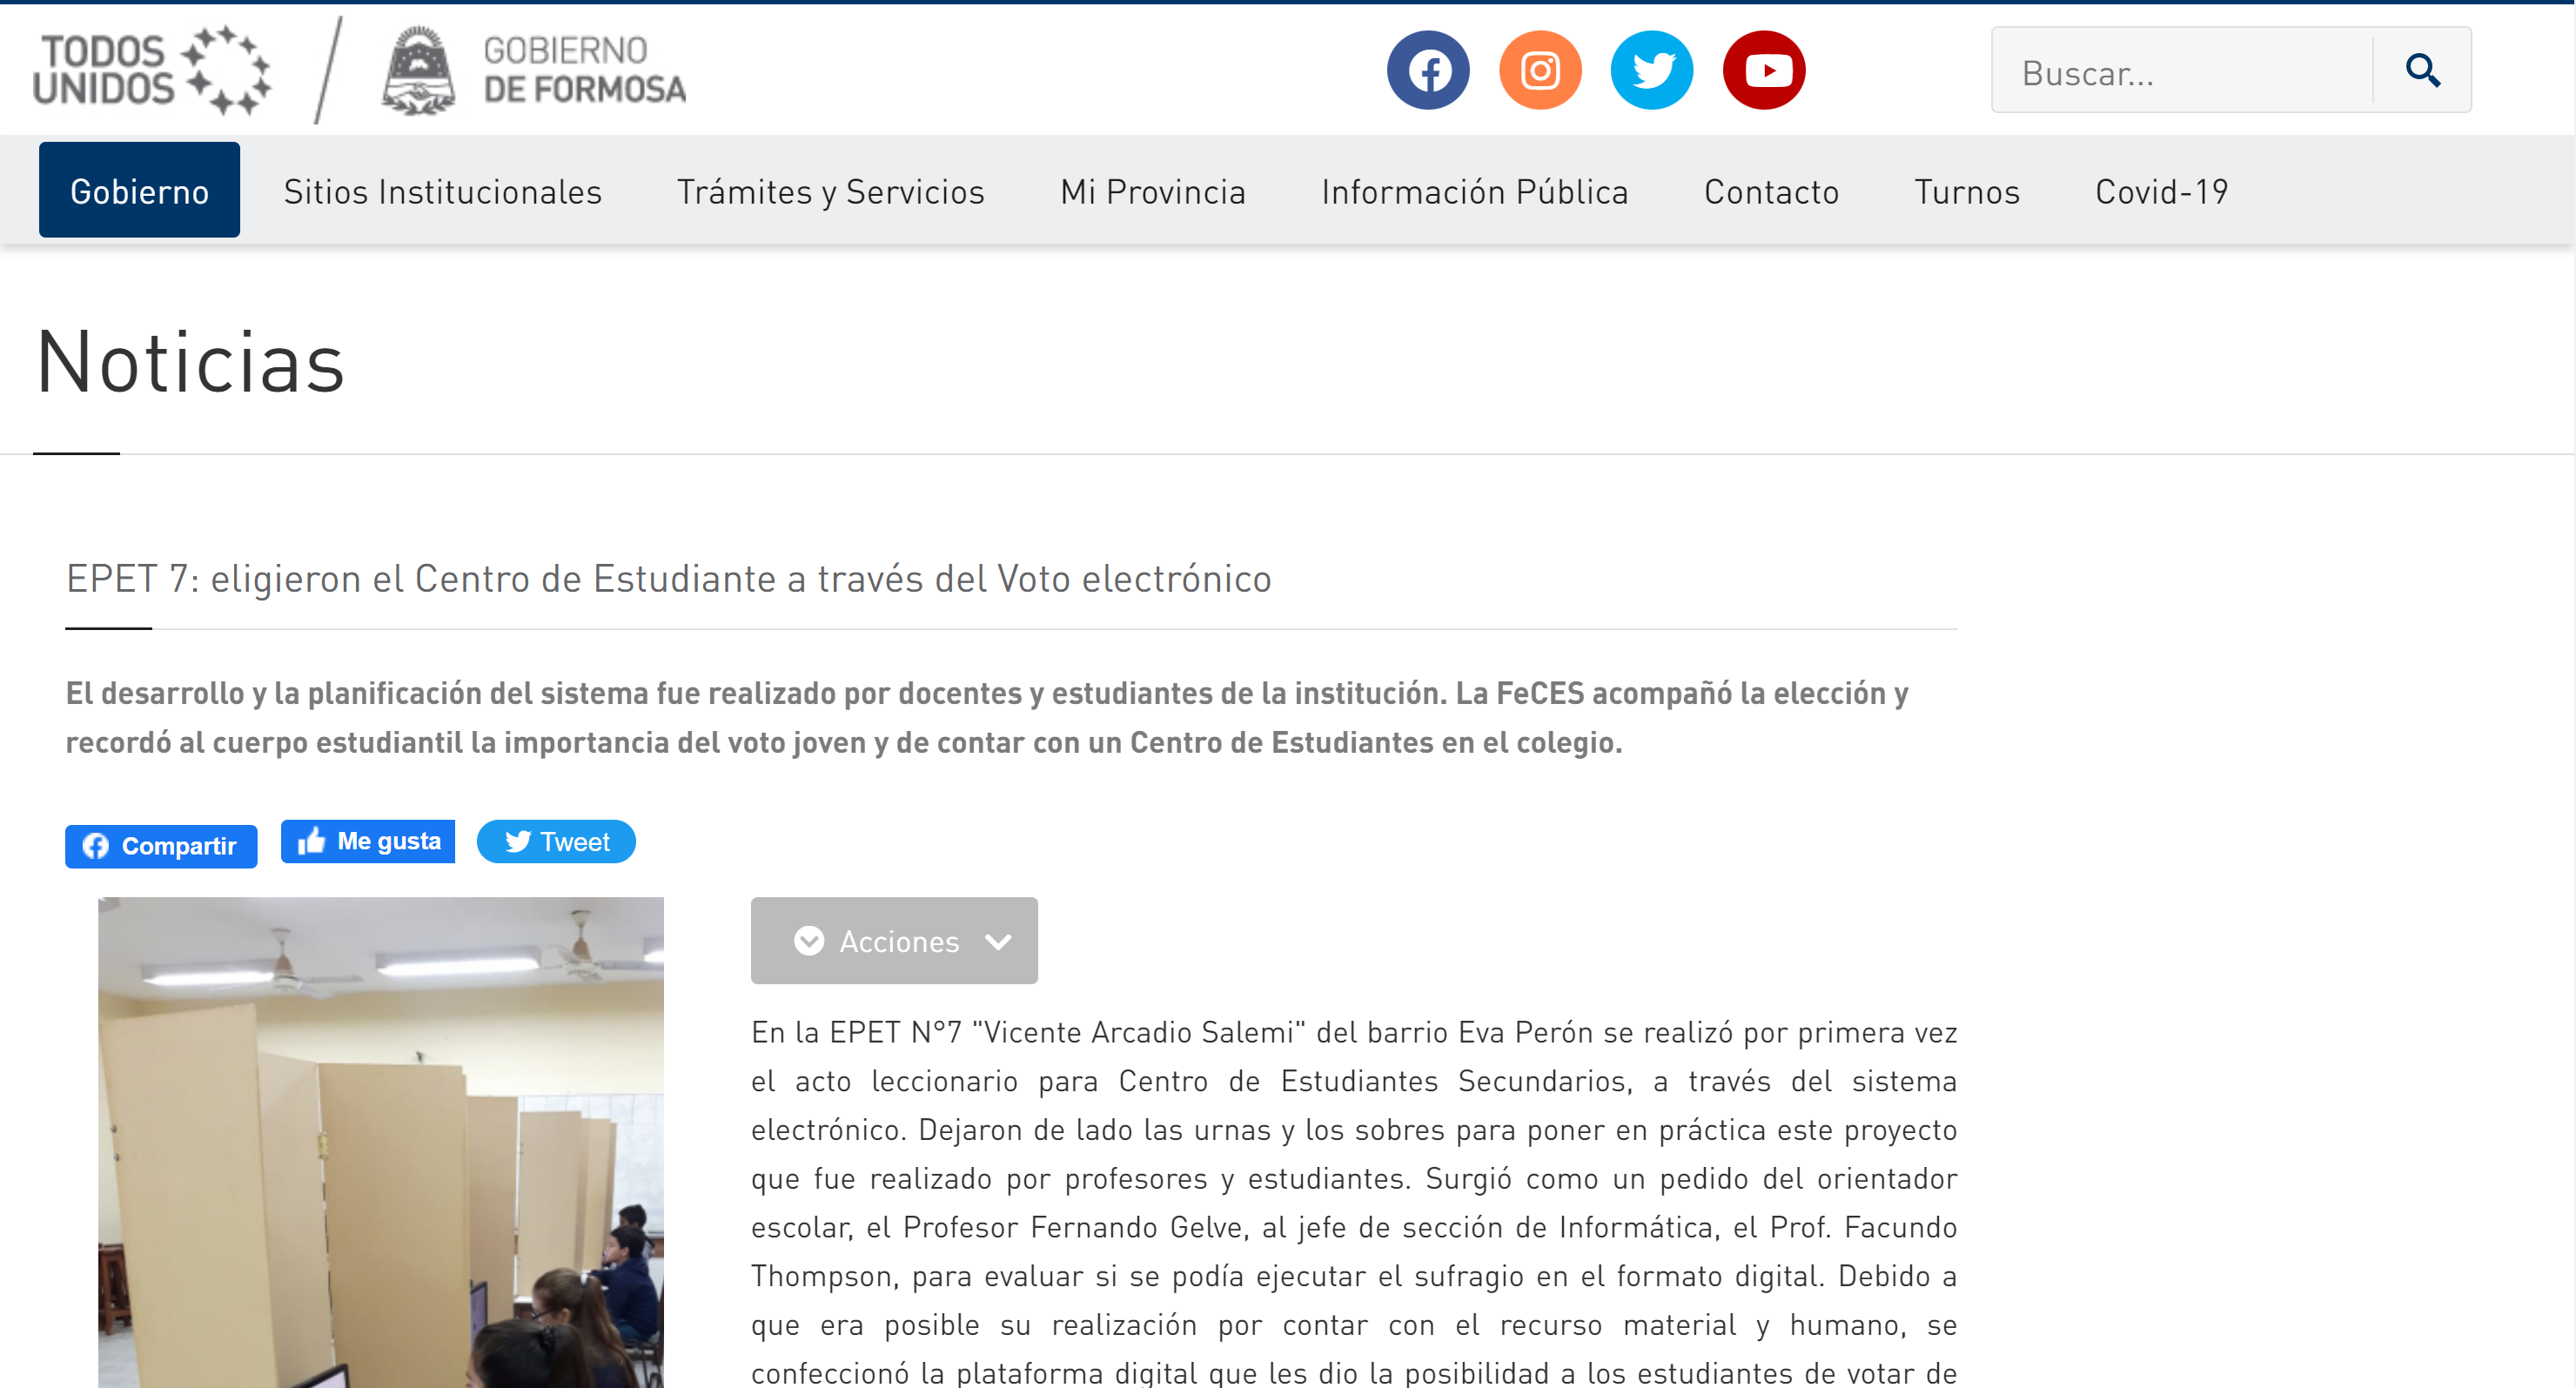 TODOS
UNIDOS
GOBIERNO
DE FORMOSA
Buscar...
Gobierno
Sitios Institucionales
Trámites y Servicios
Mi Provincia
Información Pública
Contacto
Turnos
Covid-19
Noticias
EPET 7: eligieron el Centro de Estudiante a través del Voto electrónico
El desarrollo y la planificación del sistema fue realizado por docentes y estudiantes de la institución. La FeCES acompañó la elección y
recordó al cuerpo estudiantil la importancia del voto joven y de contar con un Centro de Estudiantes en el colegio.
Compartir
Me gusta
Tweet
Acciones
En la EPET N°7 "Vicente Arcadio Salemi" del barrio Eva Perón se realizó por primera vez
el acto leccionario para Centro de Estudiantes Secundarios, a través del sistema
electrónico. Dejaron de lado las urnas y los sobres para poner en práctica este proyecto
que fue realizado por profesores y estudiantes. Surgió como un pedido del orientador
escolar, el Profesor Fernando Gelve, al jefe de sección de Informática, el Prof. Facundo
Thompson, para evaluar si se podía ejecutar el sufragio en el formato digital. Debido a
que era posible su realización por contar con el recurso material y humano, se
confeccionó la plataforma digital que les dio la posibilidad a los estudiantes de votar de